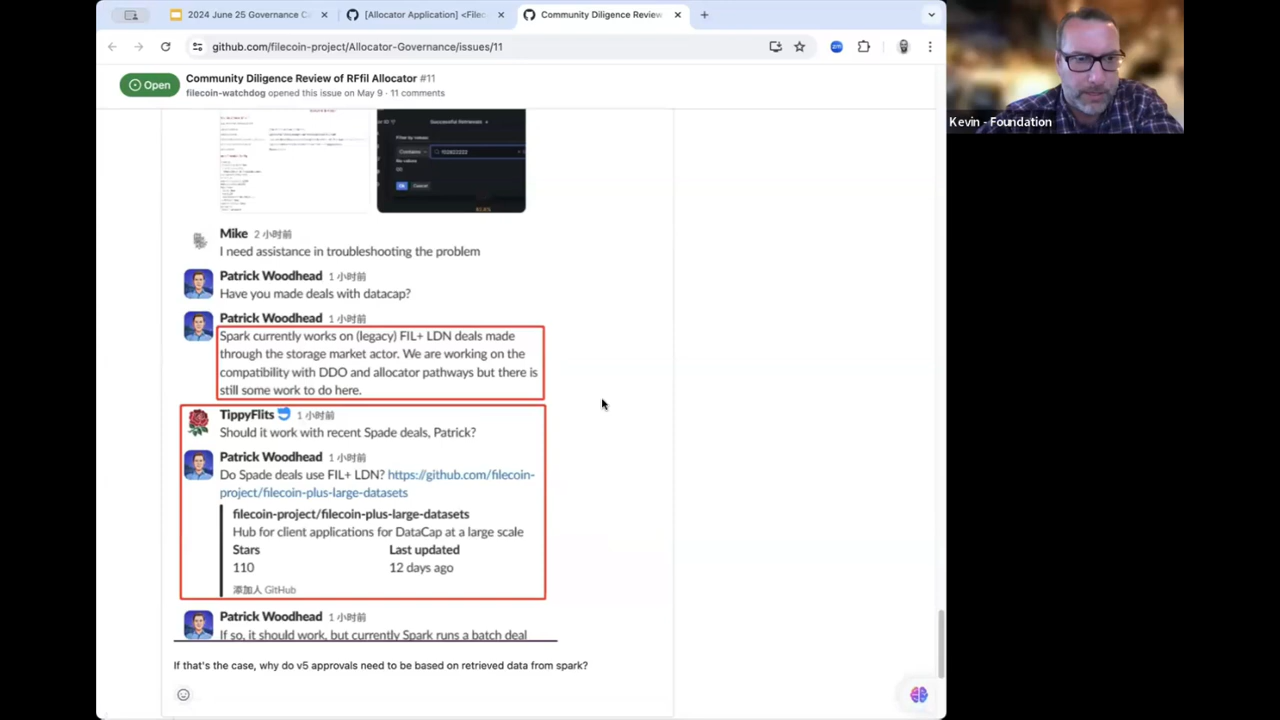 2024 June 25 Governance C
[Allocator Application] <Filec
Community Diligence Review
github.com/filecoin-project/Allocator-Governance/issues/11
Open
Community Diligence Review of RFfil Allocator #11
filecoin-watchdog opened this issue on May 9 · 11 comments
Kevin - Foundation
Successful Retrievals
Filter by values:
Contains
No values
Cancel
Mike 2 小时前
I need assistance in troubleshooting the problem
Patrick Woodhead 1 小时前
Have you made deals with datacap?
Patrick Woodhead 1 小时前
Spark currently works on (legacy) FIL+ LDN deals made
through the storage market actor. We are working on the
compatibility with DDO and allocator pathways but there is
still some work to do here.
TippyFlits 1 小时前
Should it work with recent Spade deals, Patrick?
Patrick Woodhead 1 小时前
Do Spade deals use FIL+ LDN? https://github.com/filecoin-
project/filecoin-plus-large-datasets
filecoin-project/filecoin-plus-large-datasets
Hub for client applications for DataCap at a large scale
Stars Last updated
110 12 days ago
添加人 GitHub
Patrick Woodhead 1 小时前
If so, it should work, but currently Spark runs a batch deal
If that's the case, why do v5 approvals need to be based on retrieved data from spark?